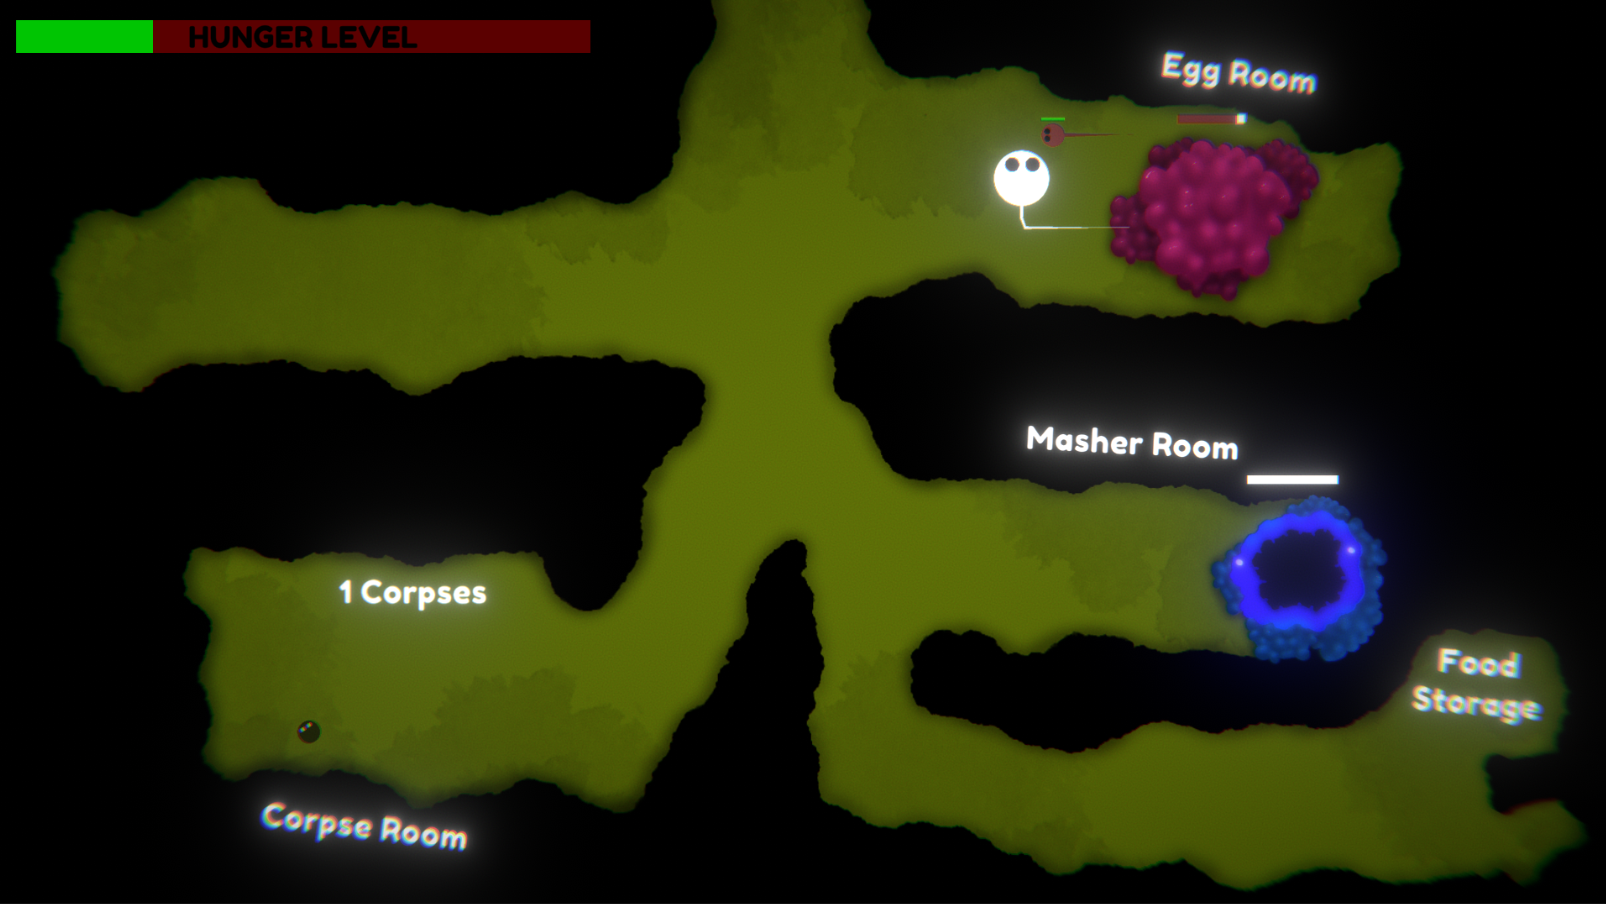 HUNGER LEVEL
Egg Room
Masher Room
1 Corpses
Food
Storage
Corpse Room